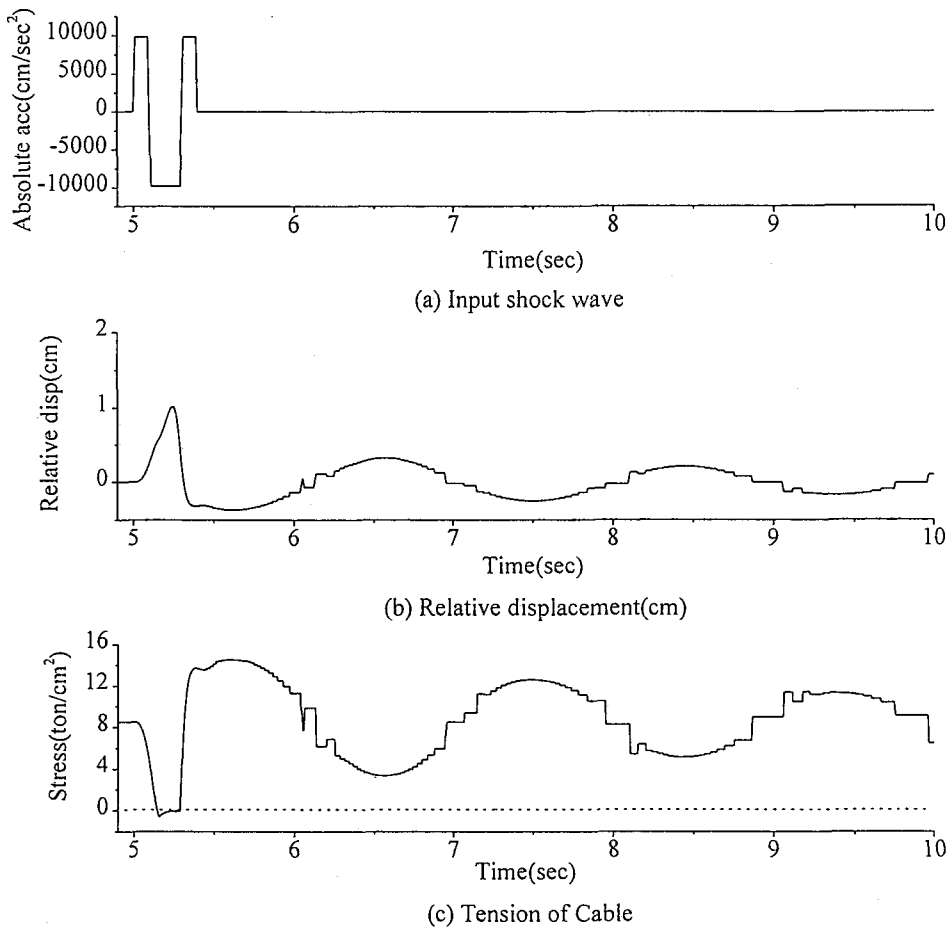 Absolute acc(cm/sec²)
10000
5000
0
-5000
-10000
5 6 7 8 9 10
Time(sec)
(a) Input shock wave
Relative disp(cm)
2
1
0
5 6 7 8 9 10
Time(sec)
(b) Relative displacement(cm)
Stress(ton/cm²)
16
12
8
4
0
5 6 7 8 9 10
Time(sec)
(c) Tension of Cable